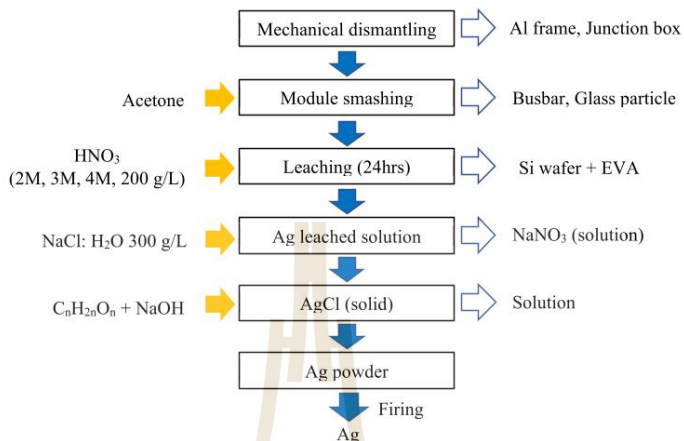 Mechanical dismantling
Al frame, Junction box
Acetone
Module smashing
Busbar, Glass particle
HNO₃
(2M, 3M, 4M, 200 g/L)
Leaching (24hrs)
Si wafer + EVA
NaCl: H₂O 300 g/L
Ag leached solution
NaNO₃ (solution)
CₙH₂ₙOₙ + NaOH
AgCl (solid)
Solution
Ag powder
Firing
Ag